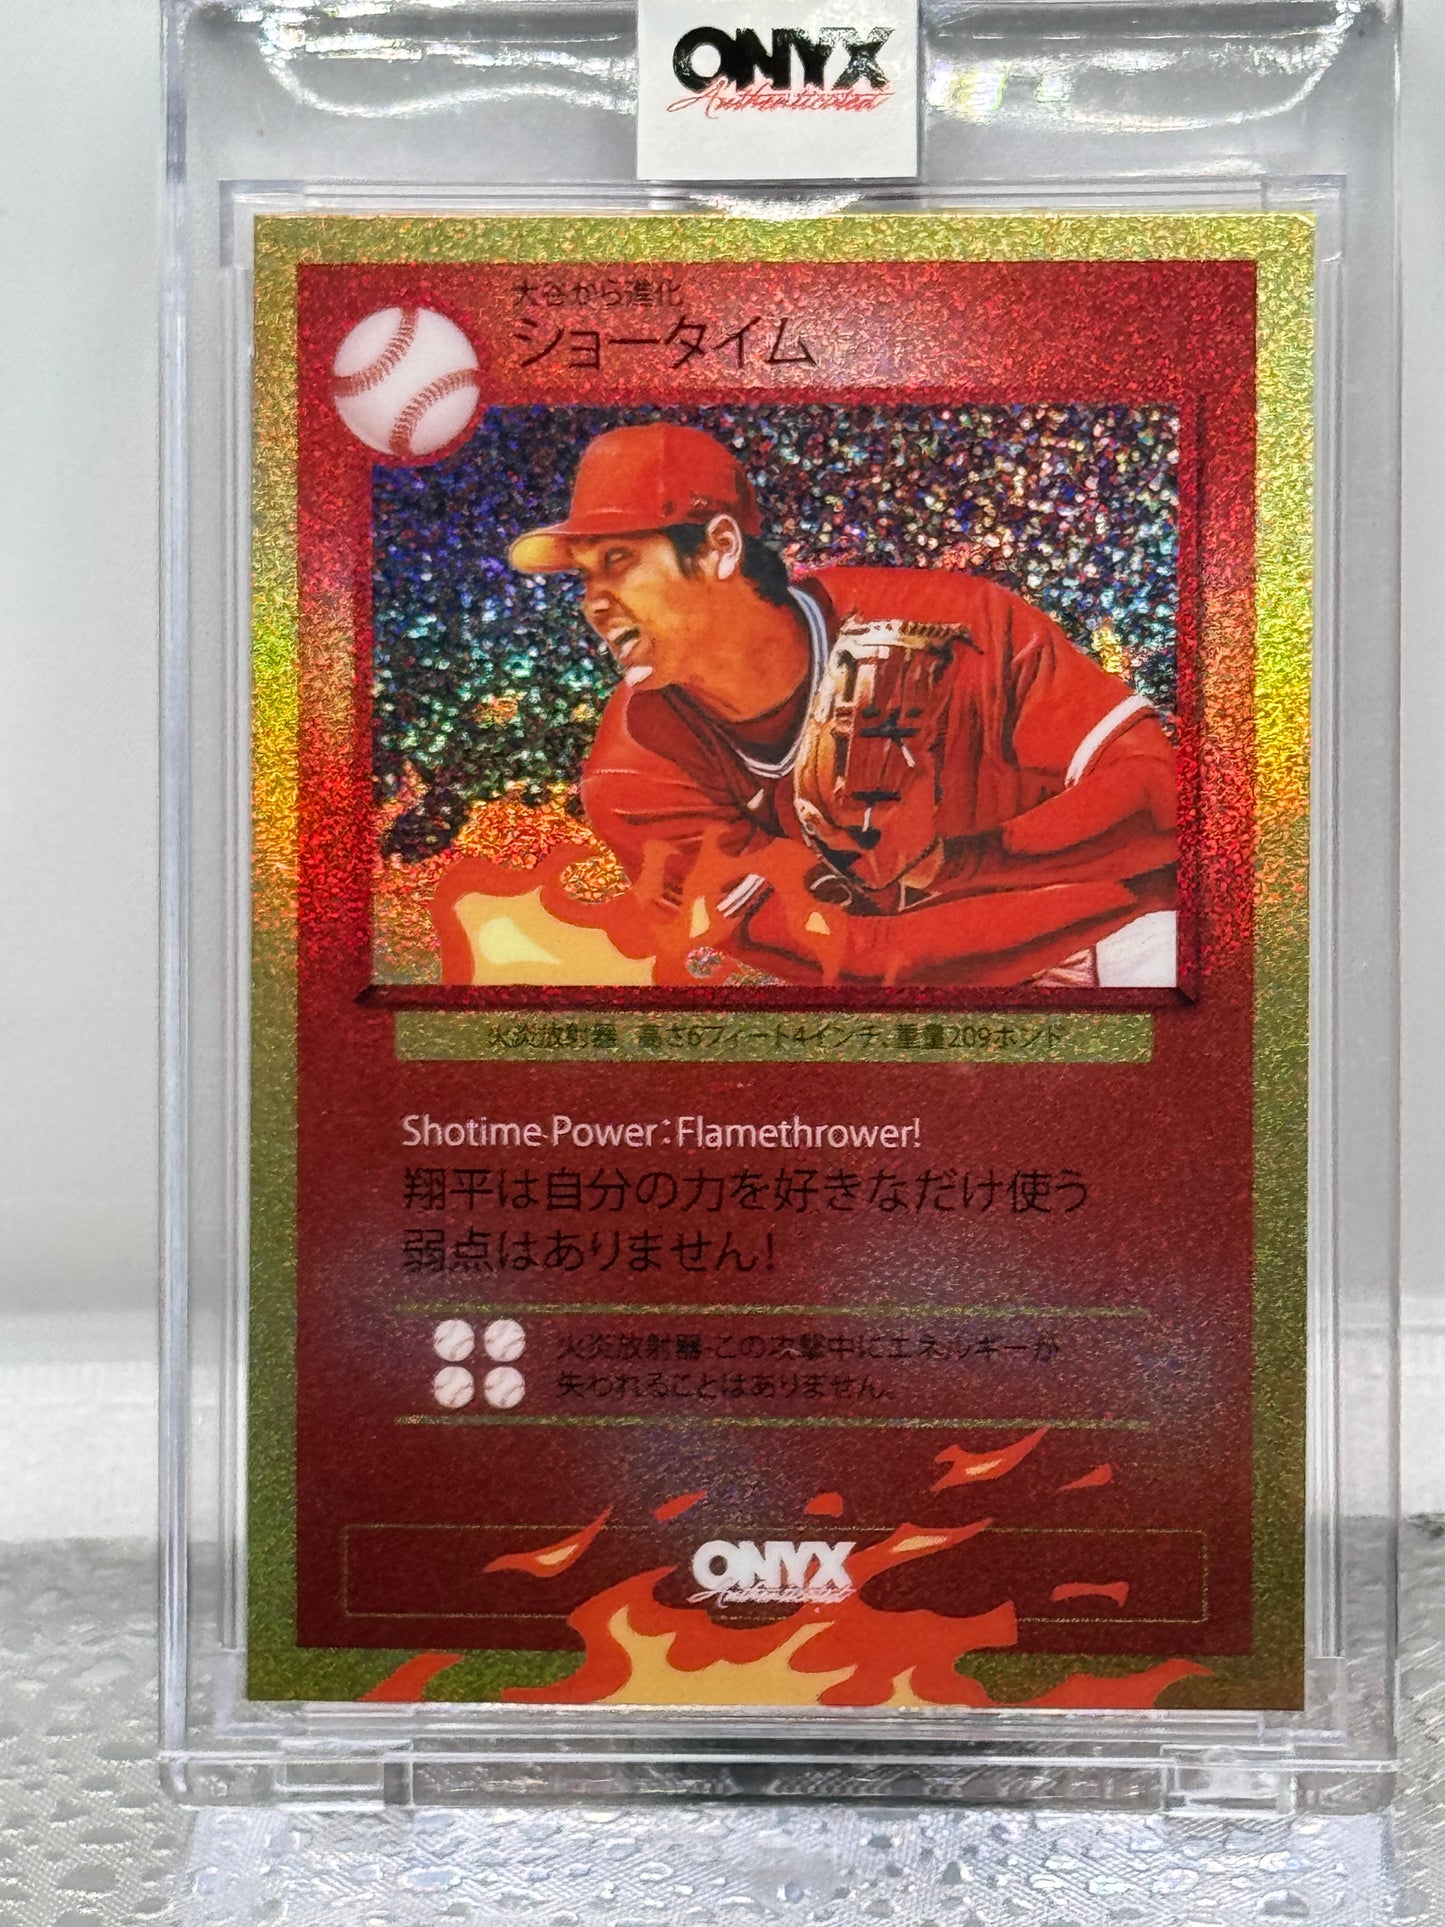 ONYX
Authenticated
大谷から進化
ショータイム
火炎放射器 高さ6フィート4インチ、重量209ポンド
Shotime Power: Flamethrower!
翔平は自分の力を好きなだけ使う
弱点はありません!
火炎放射器-この攻撃中にエネルギーが
失われることはありません。
ONYX
Authenticated